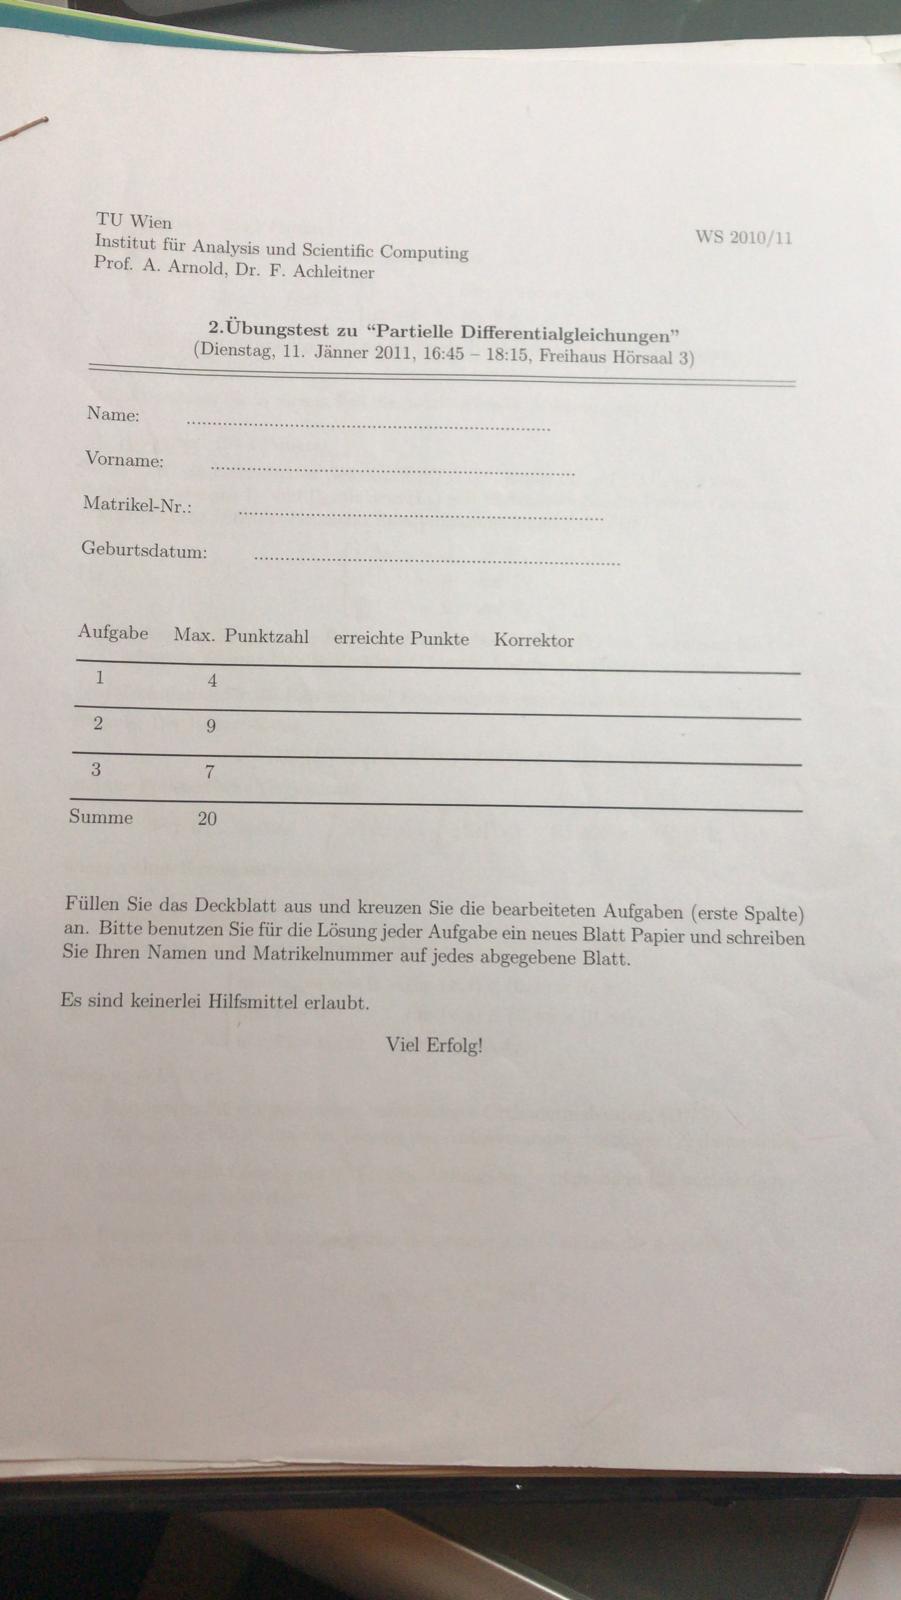 TU Wien
Institut für Analysis und Scientific Computing
Prof. A. Arnold, Dr. F. Achleitner
WS 2010/11
2.Übungstest zu “Partielle Differentialgleichungen”
(Dienstag, 11. Jänner 2011, 16:45 – 18:15, Freihaus Hörsaal 3)
Name: ................................................................................
Vorname: ................................................................................
Matrikel-Nr.: ................................................................................
Geburtsdatum: ................................................................................
Aufgabe Max. Punktzahl erreichte Punkte Korrektor
1 4
2 9
3 7
Summe 20
Füllen Sie das Deckblatt aus und kreuzen Sie die bearbeiteten Aufgaben (erste Spalte)
an. Bitte benutzen Sie für die Lösung jeder Aufgabe ein neues Blatt Papier und schreiben
Sie Ihren Namen und Matrikelnummer auf jedes abgegebene Blatt.
Es sind keinerlei Hilfsmittel erlaubt.
Viel Erfolg!